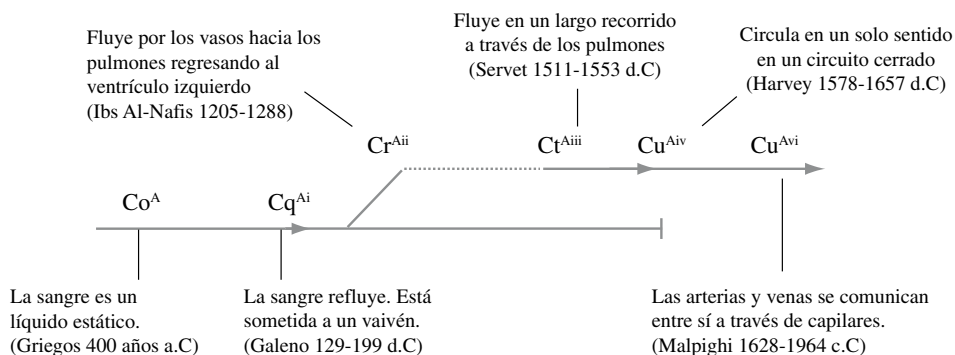 Fluye por los vasos hacia los
pulmones regresando al
ventrículo izquierdo
(Ibs Al-Nafis 1205-1288)
Fluye en un largo recorrido
a través de los pulmones
(Servet 1511-1553 d.C)
Circula en un solo sentido
en un circuito cerrado
(Harvey 1578-1657 d.C)
Cr^Aii
Ct^Aiii
Cu^Aiv
Cu^Avi
Co^A
Cq^Ai
La sangre es un
líquido estático.
(Griegos 400 años a.C)
La sangre refluye. Está
sometida a un vaivén.
(Galeno 129-199 d.C)
Las arterias y venas se comunican
entre sí a través de capilares.
(Malpighi 1628-1964 c.C)